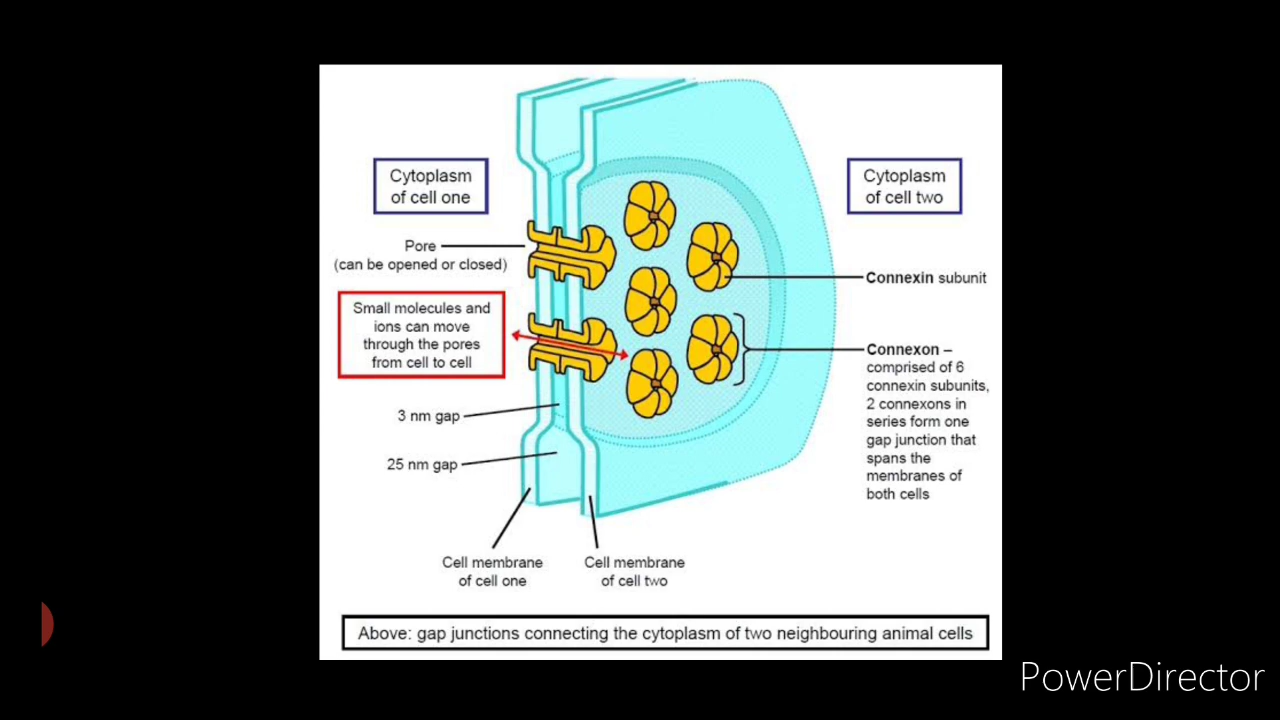 Cytoplasm
of cell one
Cytoplasm
of cell two
Pore
(can be opened or closed)
Connexin subunit
Small molecules and
ions can move
through the pores
from cell to cell
Connexon –
comprised of 6
connexin subunits,
2 connexons in
series form one
gap junction that
spans the
membranes of
both cells
3 nm gap
25 nm gap
Cell membrane
of cell one
Cell membrane
of cell two
Above: gap junctions connecting the cytoplasm of two neighbouring animal cells
PowerDirector